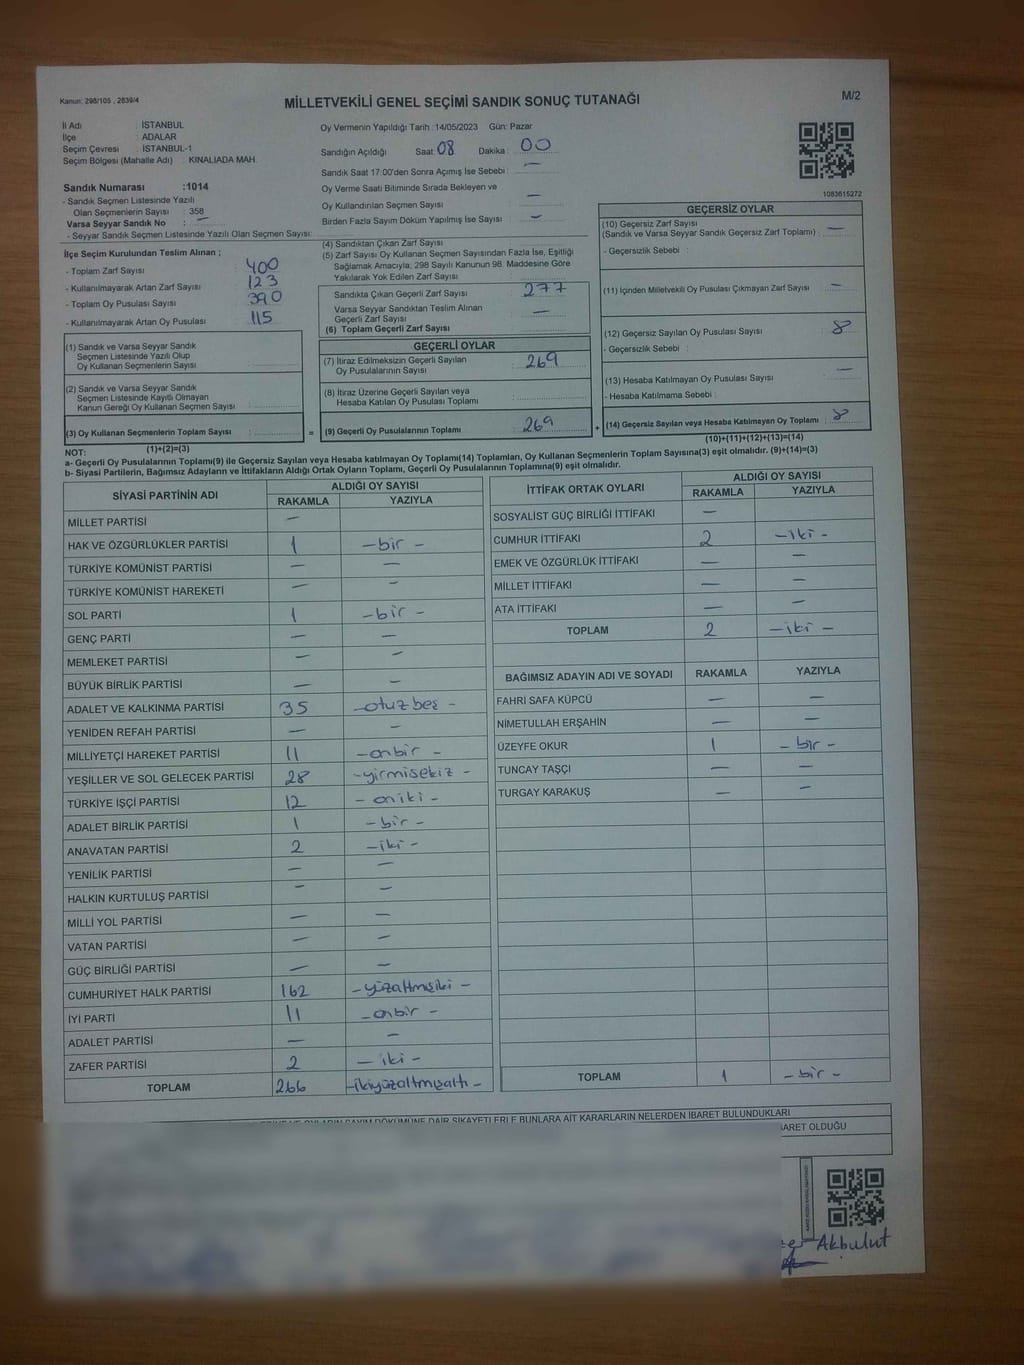 Kanun: 298/105 , 2839/4
MİLLETVEKİLİ GENEL SEÇİMİ SANDIK SONUÇ TUTANAĞI
M/2
İl Adı : İSTANBUL
İlçe : ADALAR
Seçim Çevresi : İSTANBUL-1
Seçim Bölgesi (Mahalle Adı) : KINALIADA MAH.
Sandık Numarası :1014
- Sandık Seçmen Listesinde Yazılı
Olan Seçmenlerin Sayısı : 358
Varsa Seyyar Sandık No : —
- Seyyar Sandık Seçmen Listesinde Yazılı Olan Seçmen Sayısı:
Oy Vermenin Yapıldığı Tarih :14/05/2023 Gün: Pazar
Sandığın Açıldığı Saat 08 Dakika : 00
Sandık Saat 17:00'den Sonra Açımış İse Sebebi : —
Oy Verme Saati Bitiminde Sırada Bekleyen ve
Oy Kullandırılan Seçmen Sayısı —
Birden Fazla Sayım Döküm Yapılmış İse Sayısı —
1083615272
İlçe Seçim Kurulundan Teslim Alınan ;
- Toplam Zarf Sayısı : 400
- Kullanılmayarak Artan Zarf Sayısı : 123
- Toplam Oy Pusulası Sayısı : 390
- Kullanılmayarak Artan Oy Pusulası : 115
(4) Sandıktan Çıkan Zarf Sayısı
(5) Zarf Sayısı Oy Kullanan Seçmen Sayısından Fazla İse, Eşitliği
Sağlamak Amacıyla, 298 Sayılı Kanunun 98. Maddesine Göre
Yakılarak Yok Edilen Zarf Sayısı
Sandıkta Çıkan Geçerli Zarf Sayısı 277
Varsa Seyyar Sandıktan Teslim Alınan
Geçerli Zarf Sayısı —
(6) Toplam Geçerli Zarf Sayısı
GEÇERSİZ OYLAR
(10) Geçersiz Zarf Sayısı
(Sandık ve Varsa Seyyar Sandık Geçersiz Zarf Toplamı) —
- Geçersizlik Sebebi :
(11) İçinden Milletvekili Oy Pusulası Çıkmayan Zarf Sayısı —
(12) Geçersiz Sayılan Oy Pusulası Sayısı 8
- Geçersizlik Sebebi :
(13) Hesaba Katılmayan Oy Pusulası Sayısı —
- Hesaba Katılmama Sebebi :
(14) Geçersiz Sayılan veya Hesaba Katılmayan Oy Toplamı 8
(1) Sandık ve Varsa Seyyar Sandık
Seçmen Listesinde Yazılı Olup
Oy Kullanan Seçmenlerin Sayısı :
(2) Sandık ve Varsa Seyyar Sandık
Seçmen Listesinde Kayıtlı Olmayan
Kanun Gereği Oy Kullanan Seçmen Sayısı :
(3) Oy Kullanan Seçmenlerin Toplam Sayısı :
GEÇERLİ OYLAR
(7) İtiraz Edilmeksizin Geçerli Sayılan
Oy Pusulasının Sayısı : 269
(8) İtiraz Üzerine Geçerli Sayılan veya
Hesaba Katılan Oy Pusulası Toplamı
= (9) Geçerli Oy Pusulalarının Toplamı : 269 +
(1)+(2)=(3)
(10)+(11)+(12)+(13)=(14)
NOT:
a- Geçerli Oy Pusulalarının Toplamı(9) ile Geçersiz Sayılan veya Hesaba katılmayan Oy Toplamı(14) Toplamları, Oy Kullanan Seçmenlerin Toplam Sayısına(3) eşit olmalıdır. (9)+(14)=(3)
b- Siyasi Partilerin, Bağımsız Adayların ve İttifakların Aldığı Ortak Oyların Toplamı, Geçerli Oy Pusulalarının Toplamına(9) eşit olmalıdır.
SİYASİ PARTİNİN ADI ALDIĞI OY SAYISI
RAKAMLA YAZIYLA
MİLLET PARTİSİ —
HAK VE ÖZGÜRLÜKLER PARTİSİ 1 -bir-
TÜRKİYE KOMÜNİST PARTİSİ — —
TÜRKİYE KOMÜNİST HAREKETİ — —
SOL PARTİ 1 -bir-
GENÇ PARTİ — —
MEMLEKET PARTİSİ — —
BÜYÜK BİRLİK PARTİSİ — —
ADALET VE KALKINMA PARTİSİ 35 -otuzbeş-
YENİDEN REFAH PARTİSİ —
MİLLİYETÇİ HAREKET PARTİSİ 11 -onbir-
YEŞİLLER VE SOL GELECEK PARTİSİ 28 -yirmisekiz-
TÜRKİYE İŞÇİ PARTİSİ 12 -oniki-
ADALET BİRLİK PARTİSİ 1 -bir-
ANAVATAN PARTİSİ 2 -iki-
YENİLİK PARTİSİ — —
HALKIN KURTULUŞ PARTİSİ — —
MİLLİ YOL PARTİSİ — —
VATAN PARTİSİ — —
GÜÇ BİRLİĞİ PARTİSİ — —
CUMHURİYET HALK PARTİSİ 162 -yüzaltmışiki-
İYİ PARTİ 11 -onbir-
ADALET PARTİSİ — —
ZAFER PARTİSİ 2 -iki-
TOPLAM 266 -ikiyüzaltmışaltı-
İTTİFAK ORTAK OYLARI ALDIĞI OY SAYISI
RAKAMLA YAZIYLA
SOSYALİST GÜÇ BİRLİĞİ İTTİFAKI —
CUMHUR İTTİFAKI 2 -iki-
EMEK VE ÖZGÜRLÜK İTTİFAKI — —
MİLLET İTTİFAKI — —
ATA İTTİFAKI — —
TOPLAM 2 -iki-
BAĞIMSIZ ADAYIN ADI VE SOYADI RAKAMLA YAZIYLA
FAHRİ SAFA KÜPCÜ — —
NİMETULLAH ERŞAHİN — —
ÜZEYFE OKUR 1 -bir-
TUNCAY TAŞÇI — —
TURGAY KARAKUŞ — —
TOPLAM 1 -bir-
DÖKÜMÜNE DAİR ŞİKAYETLERLE BUNLARA AİT KARARLARIN NELERDEN İBARET BULUNDUKLARI
İBARET OLDUĞU
Akbulut